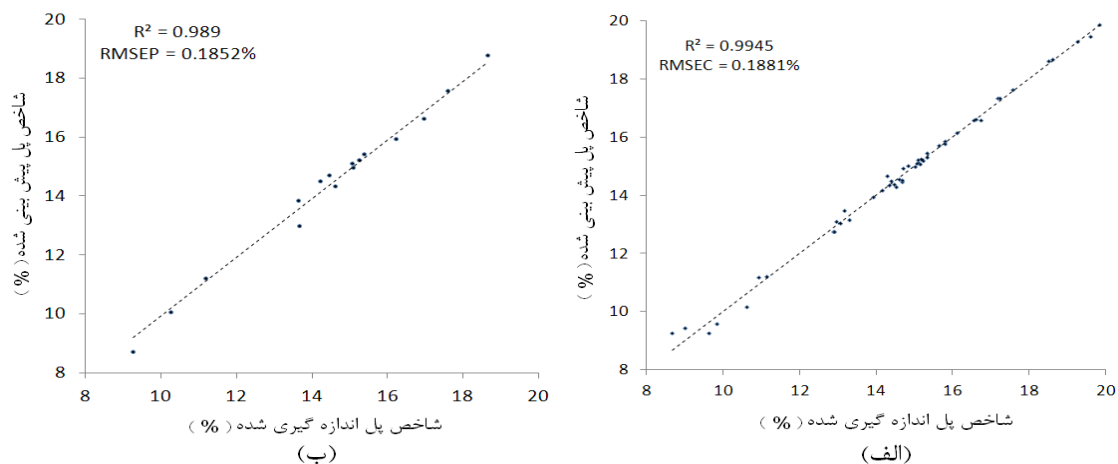 R² = 0.9945
RMSEC = 0.1881%
شاخص پل پیش بینی شده ( % )
20
18
16
14
12
10
8
8 10 12 14 16 18 20
شاخص پل اندازه گیری شده ( % )
(الف)
R² = 0.989
RMSEP = 0.1852%
شاخص پل پیش بینی شده ( % )
20
18
16
14
12
10
8
8 10 12 14 16 18 20
شاخص پل اندازه گیری شده ( % )
(ب)